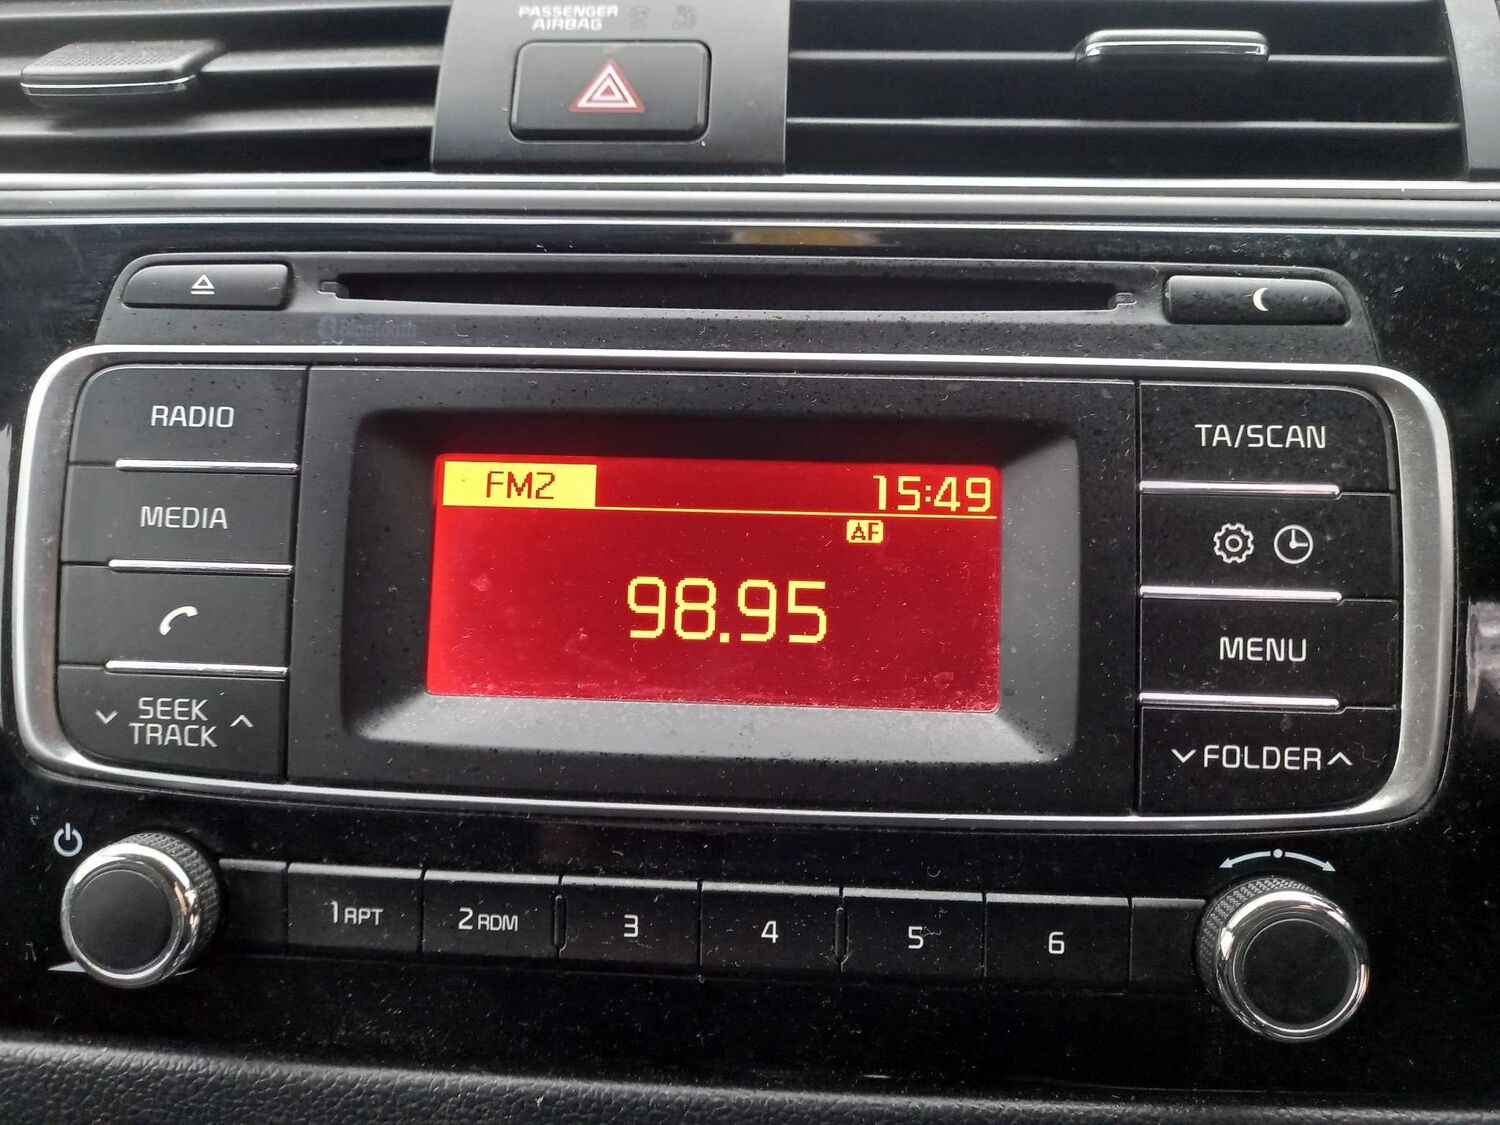 PASSENGER
AIRBAG
Bluetooth
RADIO
MEDIA
SEEK
TRACK
FM2
15:49
AF
98.95
TA/SCAN
MENU
FOLDER
1 RPT
2 RDM
3
4
5
6